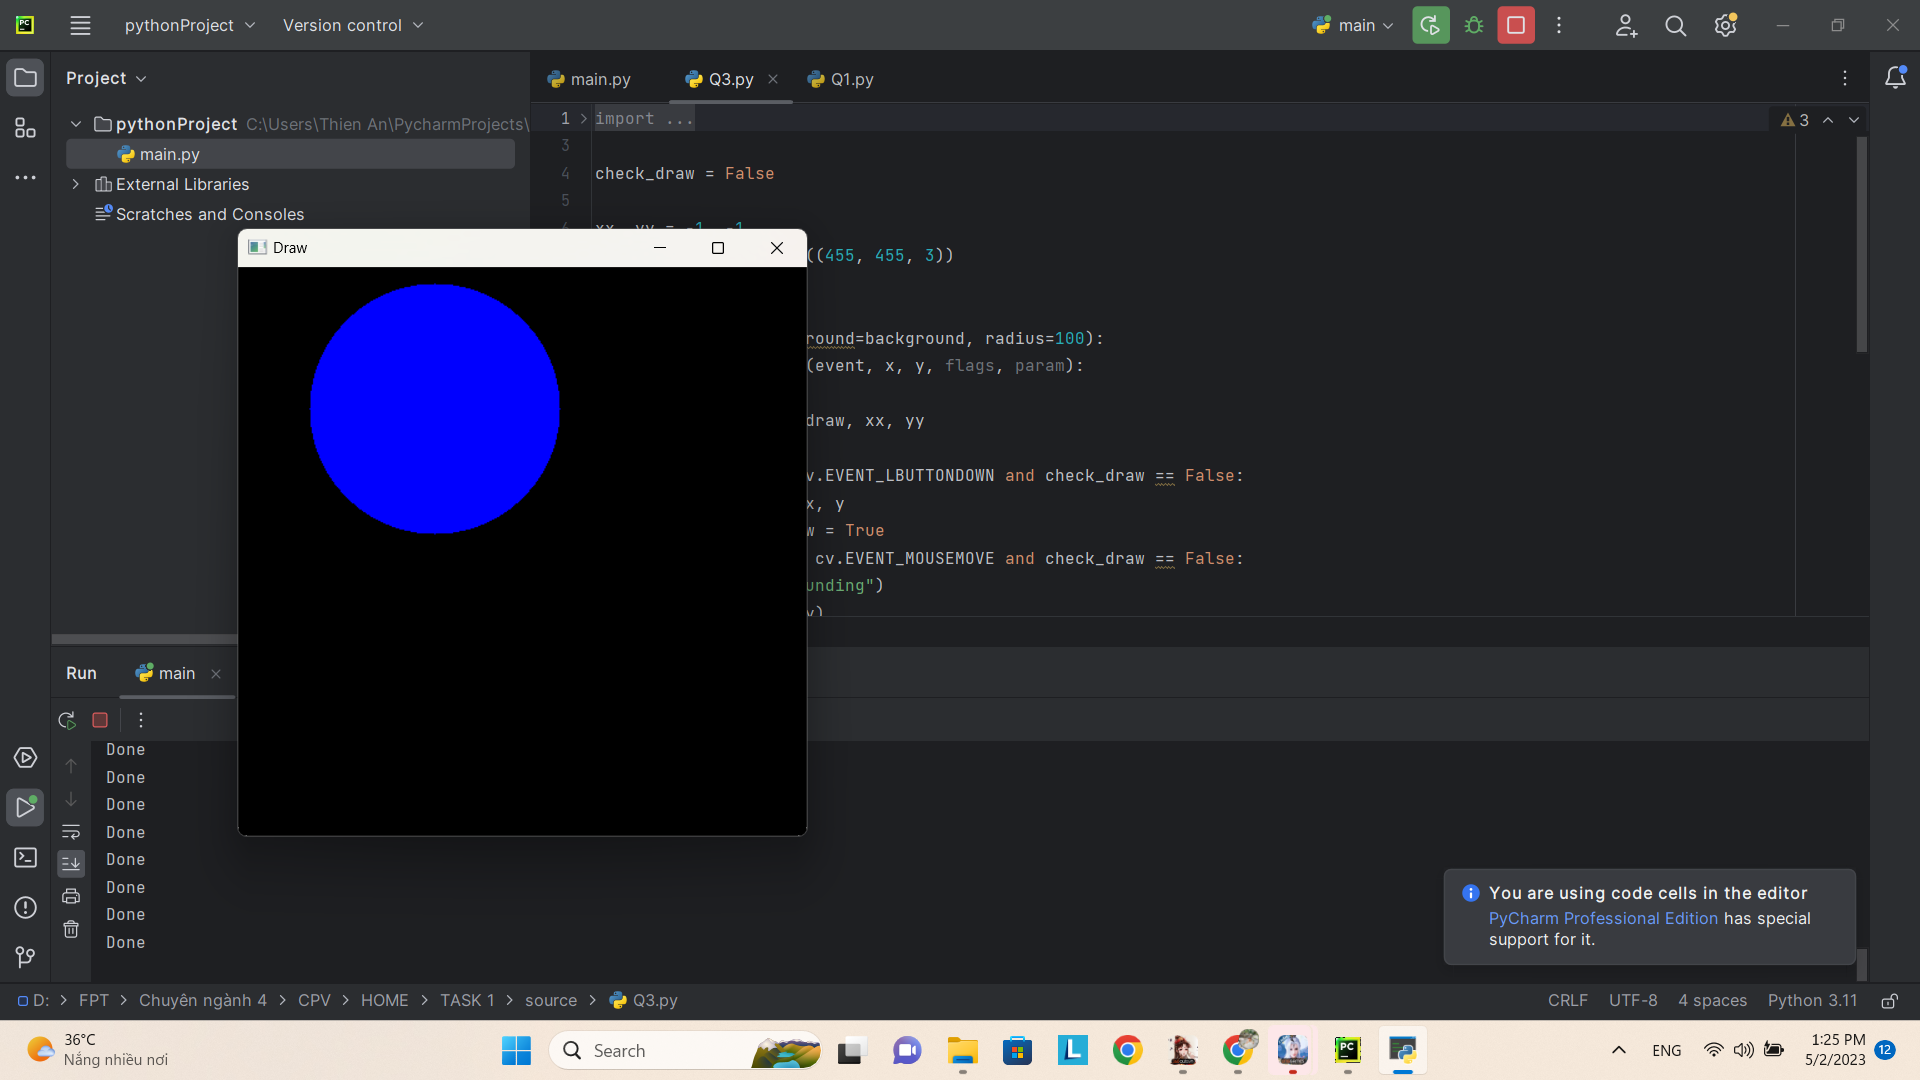 pythonProject Version control main
Project
main.py Q3.py Q1.py
pythonProject C:\Users\Thien An\PycharmProjects\
main.py
External Libraries
Scratches and Consoles
1 import ...
3
3
4 check_draw = False
5
((455, 455, 3))
round=background, radius=100):
(event, x, y, flags, param):
draw, xx, yy
v.EVENT_LBUTTONDOWN and check_draw == False:
x, y
w = True
cv.EVENT_MOUSEMOVE and check_draw == False:
unding")
Draw
Run main
Done
Done
Done
Done
Done
Done
Done
Done
You are using code cells in the editor
PyCharm Professional Edition has special
support for it.
D: > FPT > Chuyên ngành 4 > CPV > HOME > TASK 1 > source > Q3.py
CRLF UTF-8 4 spaces Python 3.11
36°C
Nắng nhiều nơi
Search
ENG
1:25 PM
5/2/2023
12